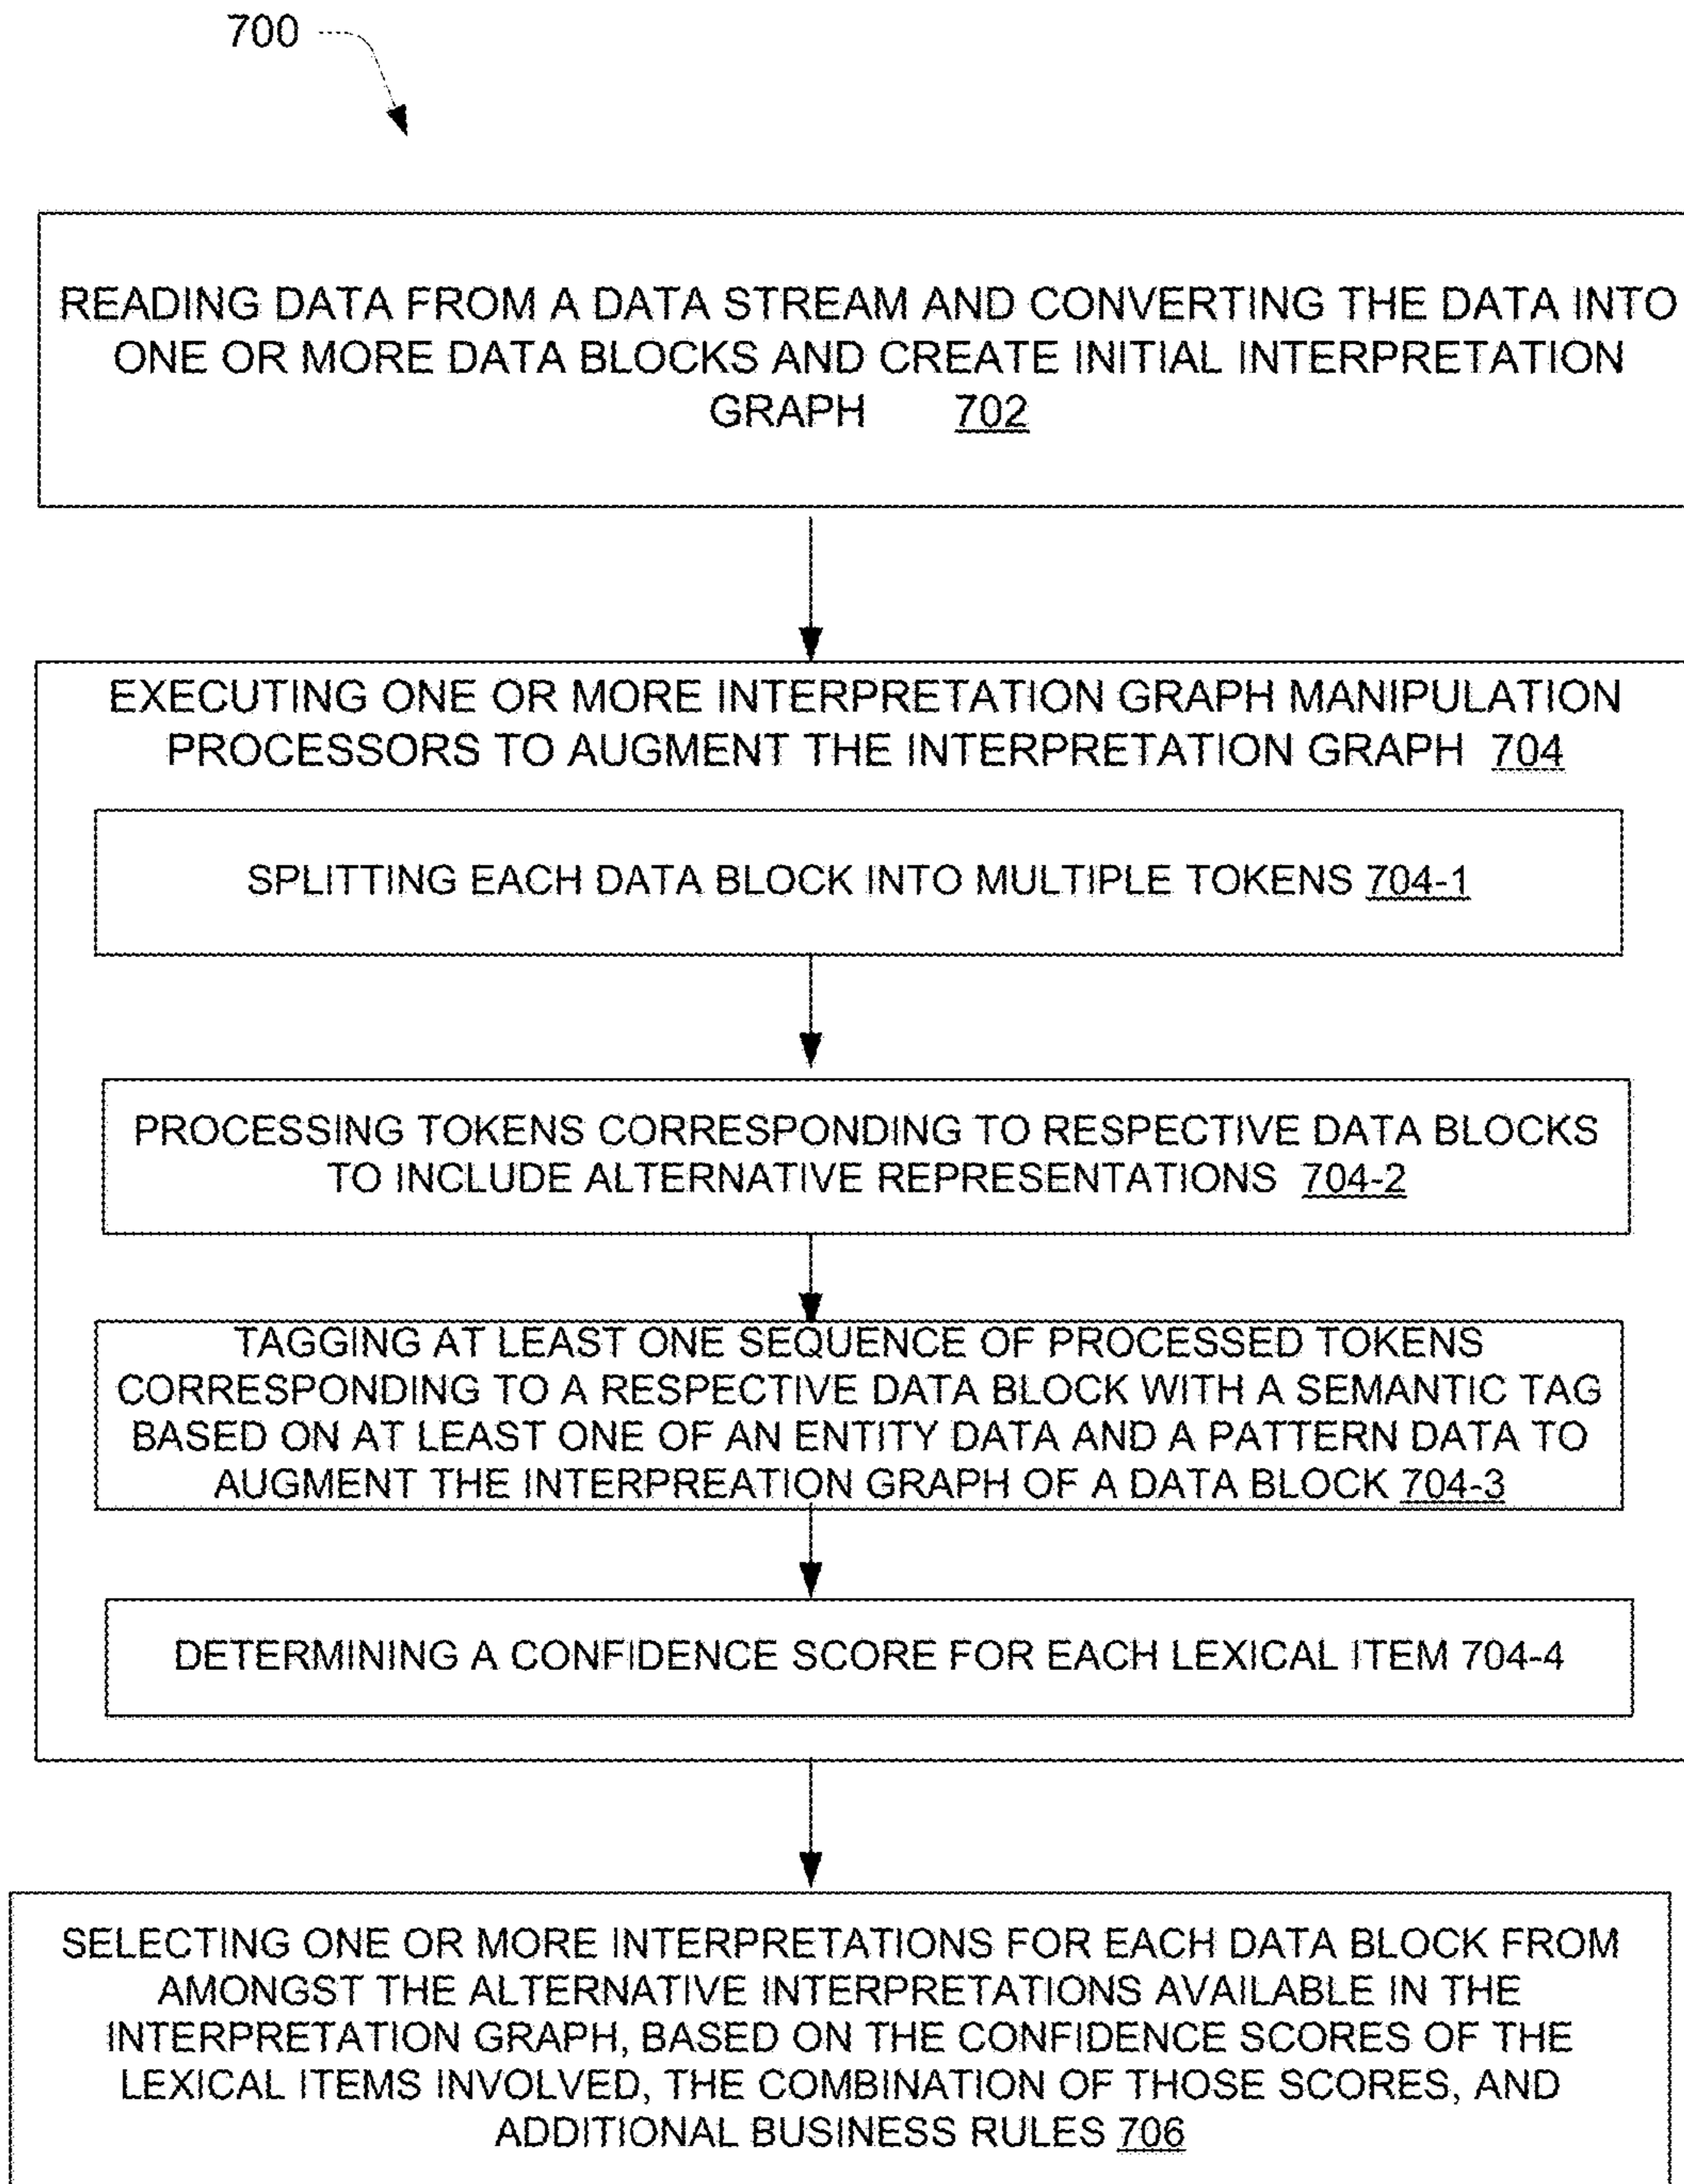 700
READING DATA FROM A DATA STREAM AND CONVERTING THE DATA INTO
ONE OR MORE DATA BLOCKS AND CREATE INITIAL INTERPRETATION
GRAPH 702
EXECUTING ONE OR MORE INTERPRETATION GRAPH MANIPULATION
PROCESSORS TO AUGMENT THE INTERPRETATION GRAPH 704
SPLITTING EACH DATA BLOCK INTO MULTIPLE TOKENS 704-1
PROCESSING TOKENS CORRESPONDING TO RESPECTIVE DATA BLOCKS
TO INCLUDE ALTERNATIVE REPRESENTATIONS 704-2
TAGGING AT LEAST ONE SEQUENCE OF PROCESSED TOKENS
CORRESPONDING TO A RESPECTIVE DATA BLOCK WITH A SEMANTIC TAG
BASED ON AT LEAST ONE OF AN ENTITY DATA AND A PATTERN DATA TO
AUGMENT THE INTERPREATION GRAPH OF A DATA BLOCK 704-3
DETERMINING A CONFIDENCE SCORE FOR EACH LEXICAL ITEM 704-4
SELECTING ONE OR MORE INTERPRETATIONS FOR EACH DATA BLOCK FROM
AMONGST THE ALTERNATIVE INTERPRETATIONS AVAILABLE IN THE
INTERPRETATION GRAPH, BASED ON THE CONFIDENCE SCORES OF THE
LEXICAL ITEMS INVOLVED, THE COMBINATION OF THOSE SCORES, AND
ADDITIONAL BUSINESS RULES 706